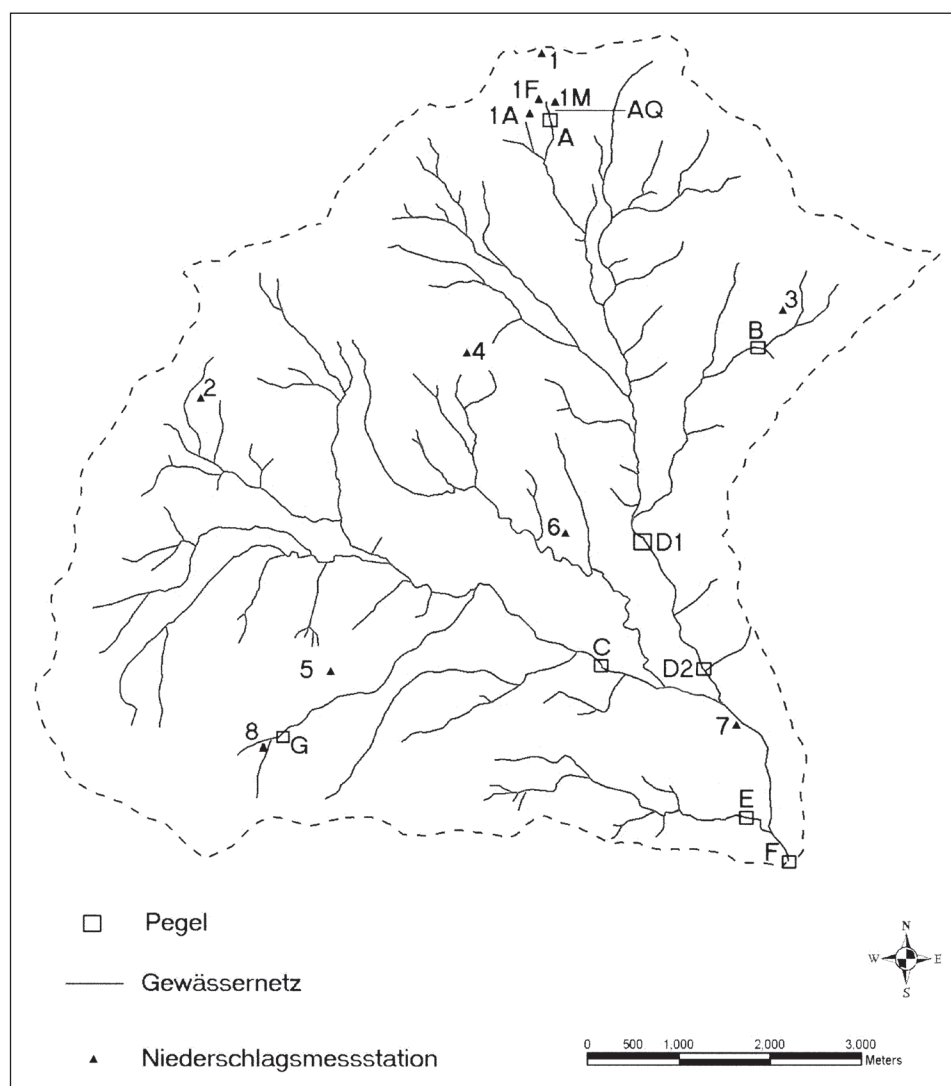 1
1F
1M
1A
A
AQ
3
B
4
2
6
D1
C
D2
5
7
8
G
E
F
Pegel
Gewässernetz
Niederschlagsmessstation
N
W E
S
0 500 1,000 2,000 3,000
Meters